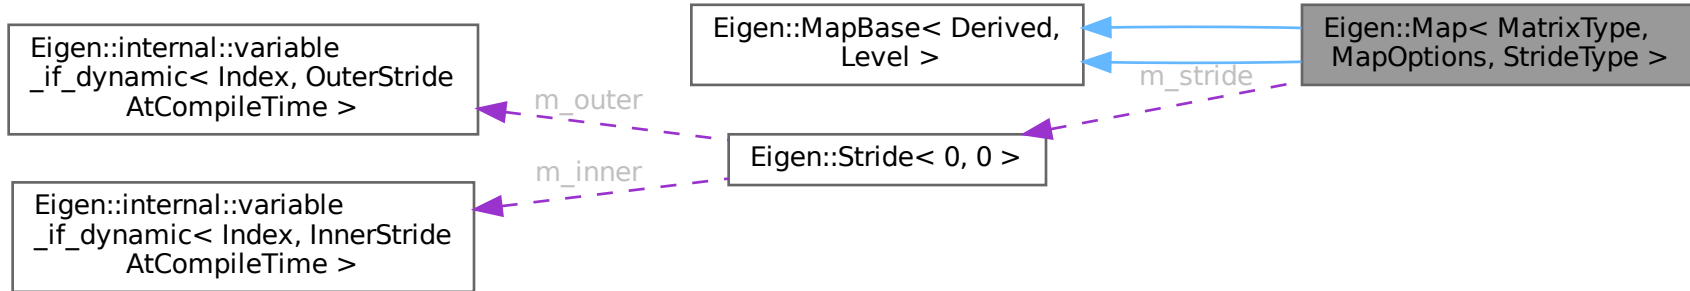 Eigen::internal::variable
_if_dynamic< Index, OuterStride
AtCompileTime >
m_outer
Eigen::internal::variable
_if_dynamic< Index, InnerStride
AtCompileTime >
m_inner
Eigen::MapBase< Derived,
Level >
Eigen::Stride< 0, 0 >
m_stride
Eigen::Map< MatrixType,
MapOptions, StrideType >